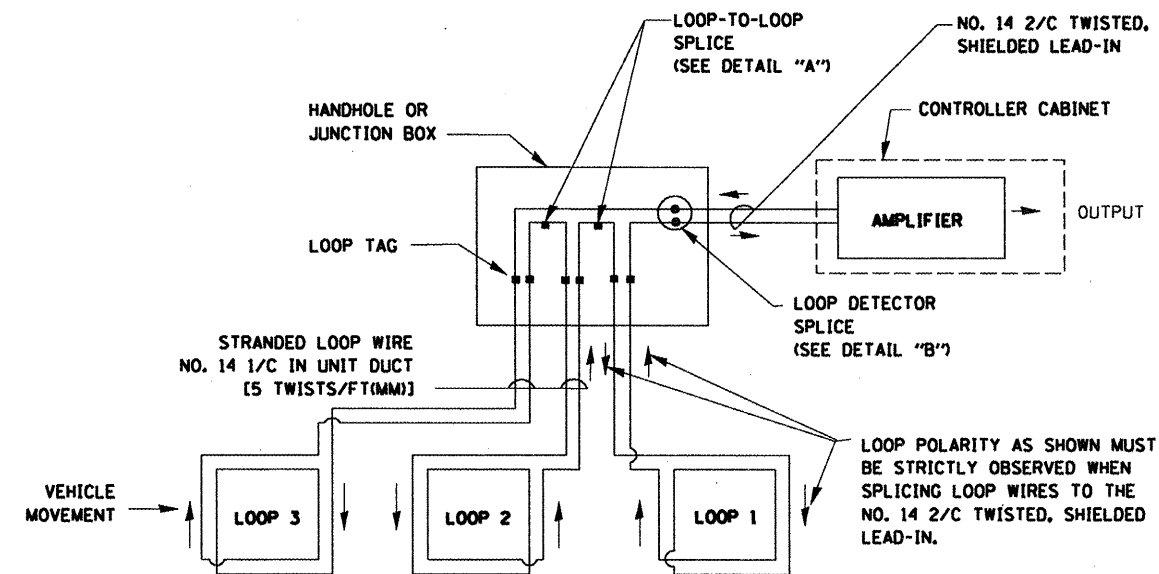 LOOP-TO-LOOP
SPLICE
(SEE DETAIL "A")
NO. 14 2/C TWISTED,
SHIELDED LEAD-IN
HANDHOLE OR
JUNCTION BOX
CONTROLLER CABINET
AMPLIFIER
OUTPUT
LOOP TAG
LOOP DETECTOR
SPLICE
(SEE DETAIL "B")
STRANDED LOOP WIRE
NO. 14 1/C IN UNIT DUCT
[5 TWISTS/FT(MM)]
LOOP POLARITY AS SHOWN MUST
BE STRICTLY OBSERVED WHEN
SPLICING LOOP WIRES TO THE
NO. 14 2/C TWISTED, SHIELDED
LEAD-IN.
VEHICLE
MOVEMENT
LOOP 3
LOOP 2
LOOP 1